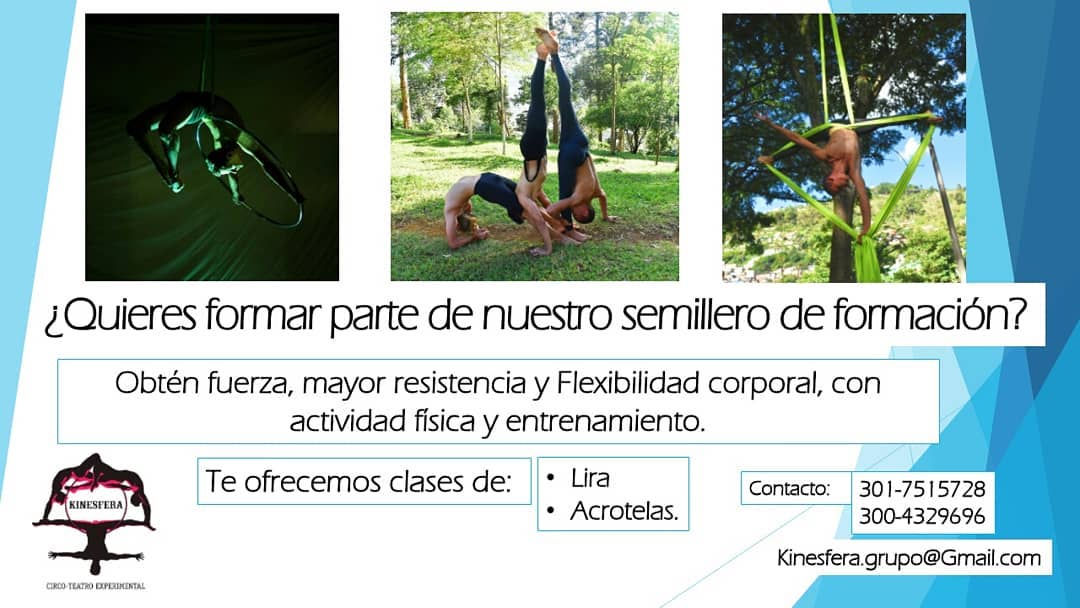 ¿Quieres formar parte de nuestro semillero de formación?
Obtén fuerza, mayor resistencia y Flexibilidad corporal, con
actividad física y entrenamiento.
Te ofrecemos clases de:
• Lira
• Acrotelas.
Contacto:
301-7515728
300-4329696
Kinesfera.grupo@Gmail.com
KINESFERA
CIRCO-TEATRO EXPERIMENTAL